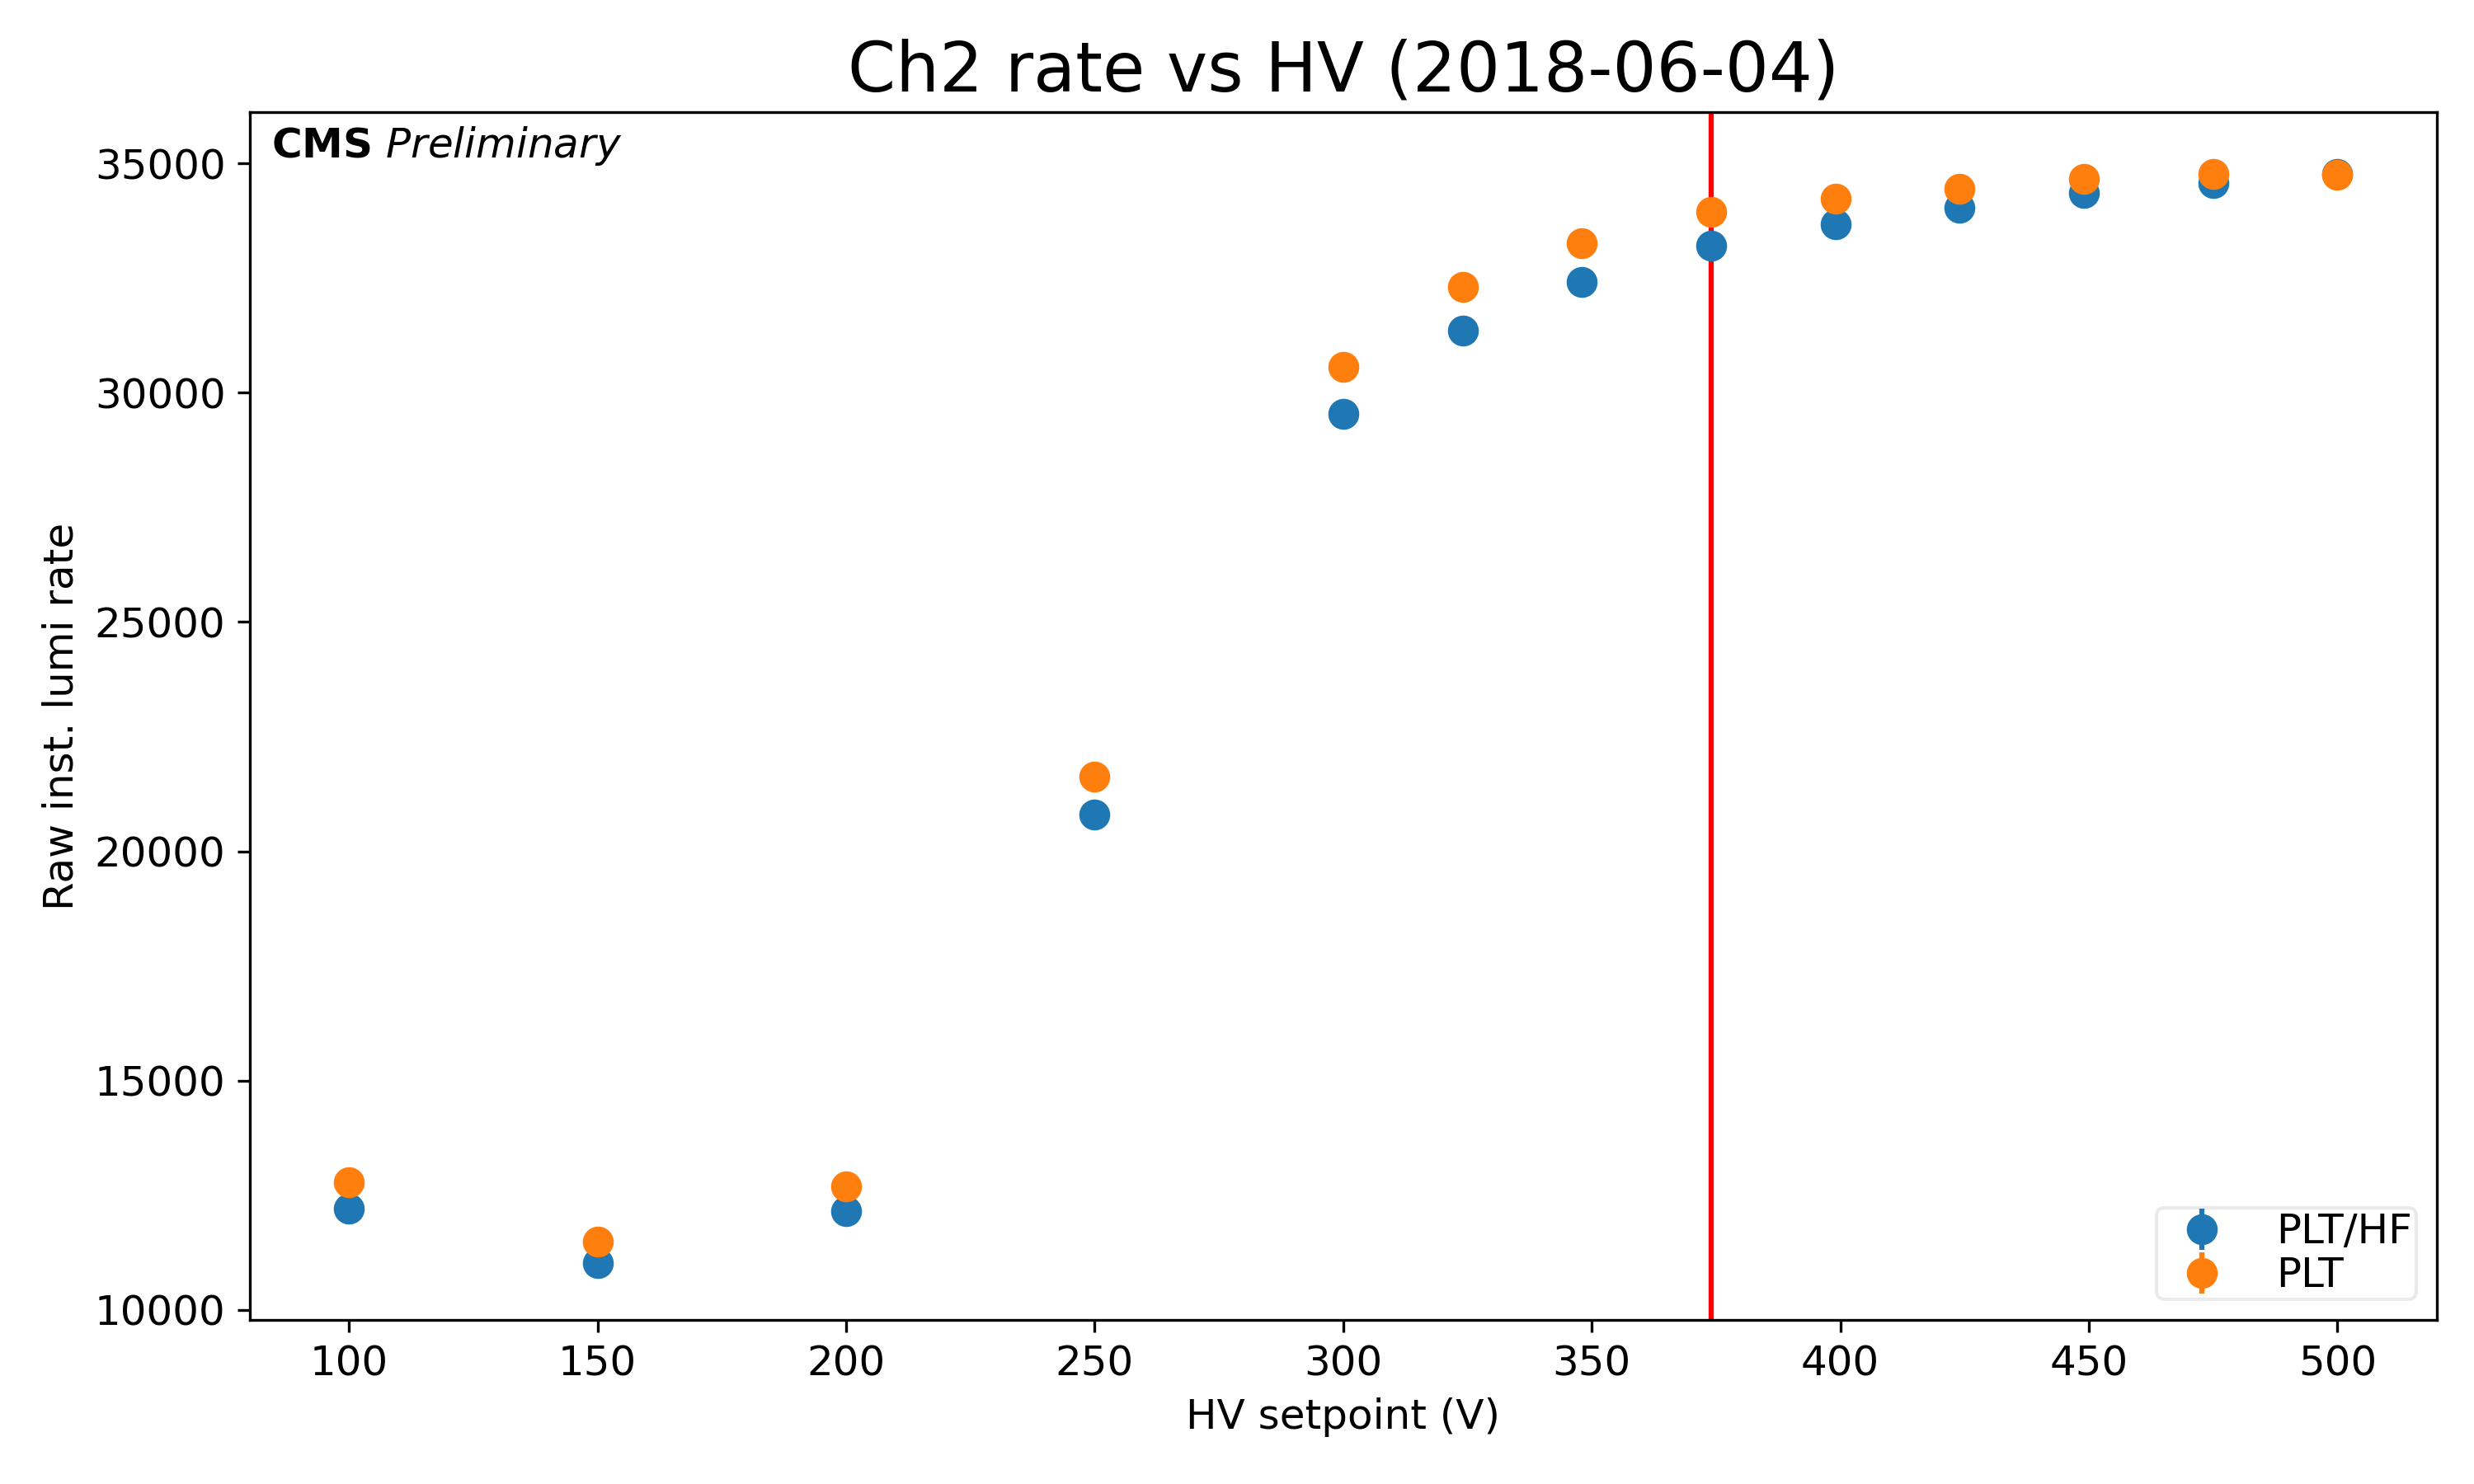 Ch2 rate vs HV (2018-06-04)
CMS Preliminary
35000
30000
25000
20000
15000
10000
Raw inst. lumi rate
PLT/HF
PLT
100 150 200 250 300 350 400 450 500
HV setpoint (V)